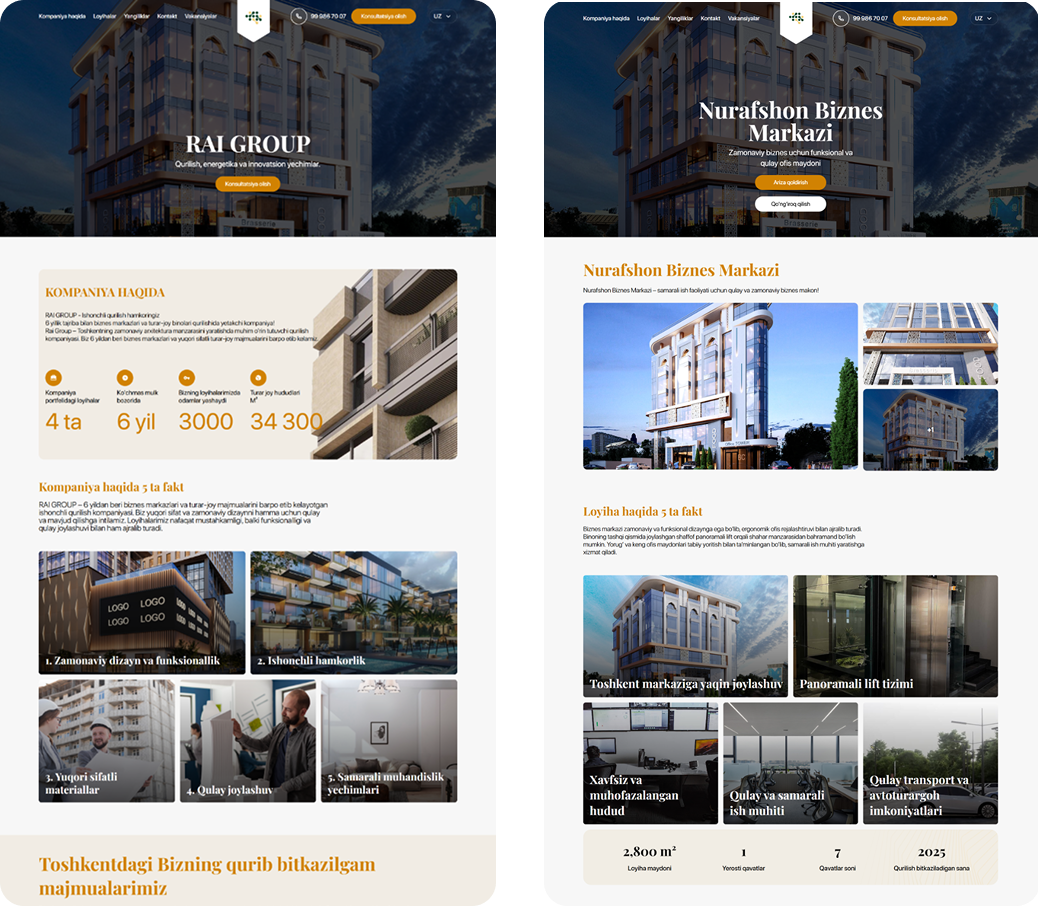 Kompaniya haqida Loyihalar Yangiliklar Kontakt Vakansiyalar
99 986 70 07
Konsultatsiya olish
UZ
RAI GROUP
Qurilish, energetika va innovatsion yechimlar.
Konsultatsiya olish
KOMPANIYA HAQIDA
RAI GROUP - Ishonchli qurilish hamkoringiz
6 yillik tajriba bilan biznes markazlari va turar-joy binolari qurilishida yetakchi kompaniya!
Rai Group – Toshkentning zamonaviy arxitektura manzarasini yaratishda muhim o'rin tutuvchi qurilish
kompaniyasi. Biz 6 yildan beri biznes markazlari va yuqori sifatli turar-joy majmualarini barpo etib kelamiz.
Kompaniya
portfelidagi loyihalar
4 ta
Ko'chmas mulk
bozorida
6 yil
Bizning loyihalarimizda
odamlar yashaydi
3000
Turar joy hududlari
M²
34 300
Kompaniya haqida 5 ta fakt
RAI GROUP – 6 yildan beri biznes markazlari va turar-joy majmualarini barpo etib kelayotgan
ishonchli qurilish kompaniyasi. Biz yuqori sifat va zamonaviy dizaynni hamma uchun qulay
va mavjud qilishga intilamiz. Loyihalarimiz nafaqat mustahkamligi, balki funksionalligi va
qulay joylashuvi bilan ham ajralib turadi.
LOGO LOGO
LOGO LOGO
1. Zamonaviy dizayn va funksionallik
2. Ishonchli hamkorlik
3. Yuqori sifatli
materiallar
4. Qulay joylashuv
5. Samarali muhandislik
yechimlari
Toshkentdagi Bizning qurib bitkazilgam
majmualarimiz
Kompaniya haqida Loyihalar Yangiliklar Kontakt Vakansiyalar
99 986 70 07
Konsultatsiya olish
UZ
Nurafshon Biznes
Markazi
Zamonaviy biznes uchun funksional va
qulay ofis maydoni
Ariza qoldirish
Qo'ng'iroq qilish
Nurafshon Biznes Markazi
Nurafshon Biznes Markazi – samarali ish faoliyati uchun qulay va zamonaviy biznes makon!
+1
Loyiha haqida 5 ta fakt
Biznes markazi zamonaviy va funksional dizaynga ega bo'lib, ergonomik ofis rejalashtiruvi bilan ajralib turadi.
Binoning tashqi qismida joylashgan shaffof panoramali lift orqali shahar manzarasidan bahramand bo'lish
mumkin. Yorug' va keng ofis maydonlari tabiiy yoritish bilan ta'minlangan bo'lib, samarali ish muhiti yaratishga
xizmat qiladi.
Toshkent markaziga yaqin joylashuv
Panoramali lift tizimi
Xavfsiz va
muhofazalangan
hudud
Qulay va samarali
ish muhiti
Qulay transport va
avtoturargoh
imkoniyatlari
2,800 m²
Loyiha maydoni
1
Yerosti qavatlar
7
Qavatlar soni
2025
Qurilish bitkaziladigan sana